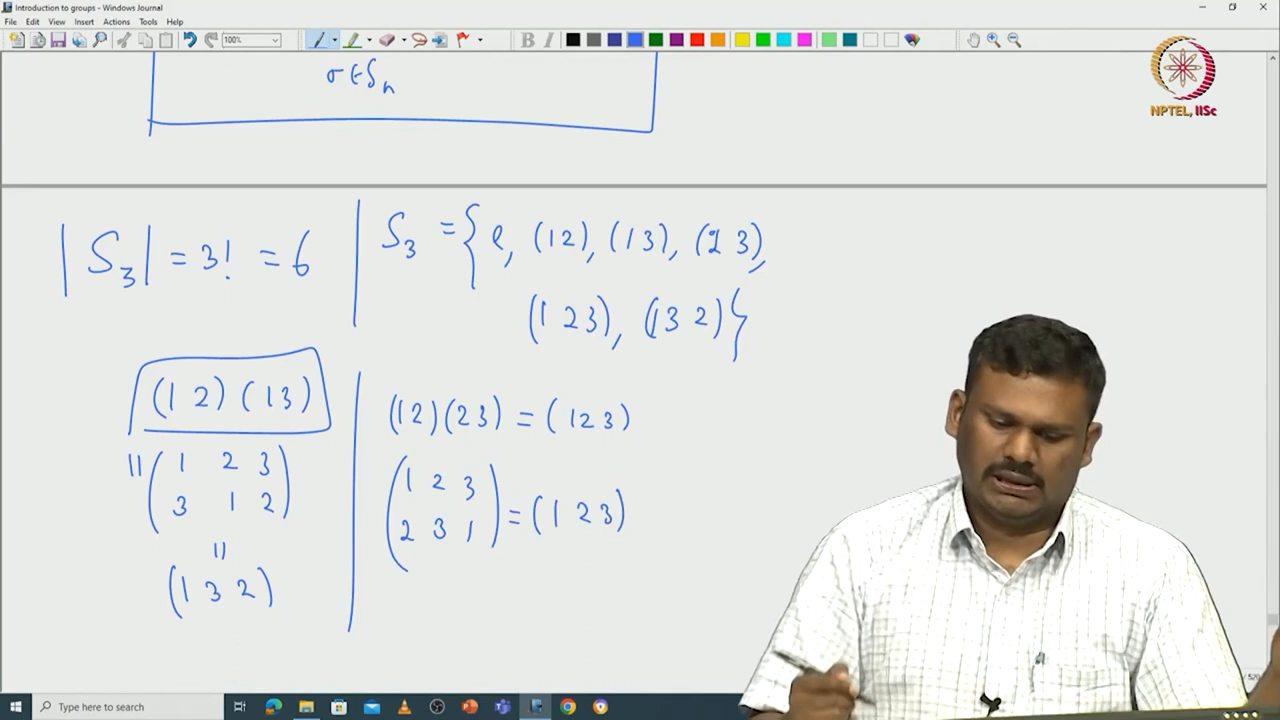 Introduction to groups - Windows Journal
File Edit View Insert Actions Tools Help
100%
B I
NPTEL, IISc
σ ∈ Sₙ
|S₃| = 3! = 6
S₃ = { e, (1 2), (1 3), (2 3),
(1 2 3), (1 3 2) }
(1 2) (1 3)
|| ( 1 2 3
3 1 2 )
||
(1 3 2)
(1 2) (2 3) = (1 2 3)
( 1 2 3
2 3 1 ) = (1 2 3)
Type here to search